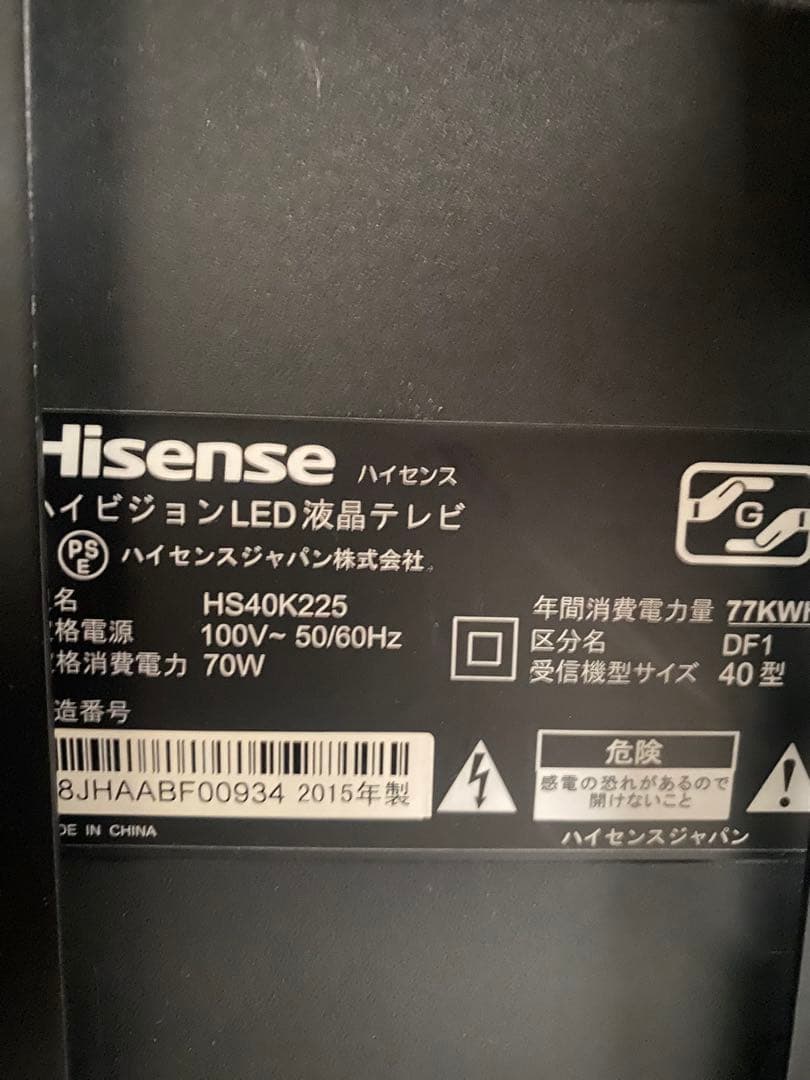 Hisense ハイセンス
ハイビジョンLED液晶テレビ
PSE ハイセンスジャパン株式会社
G
名 HS40K225
格電源 100V~ 50/60Hz
格消費電力 70W
年間消費電力量 77KWh
区分名 DF1
受信機型サイズ 40型
造番号
8JHAABF00934 2015年製
危険
感電の恐れがあるので
開けないこと
DE IN CHINA
ハイセンスジャパン